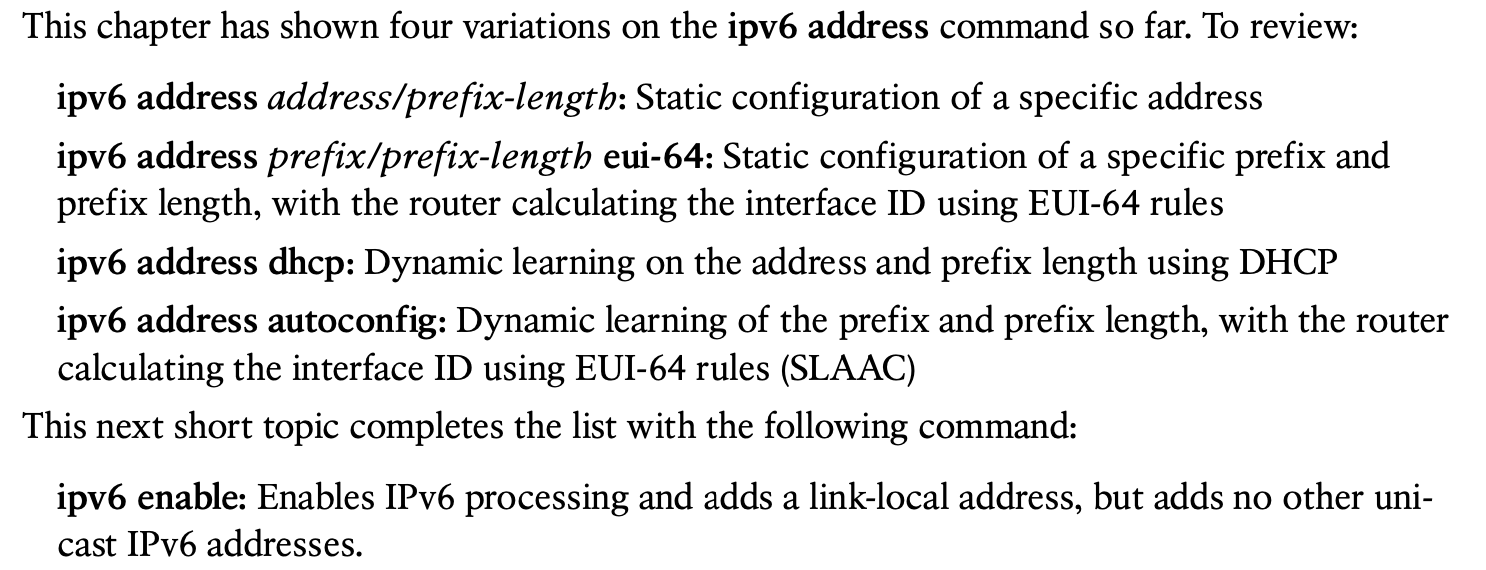 This chapter has shown four variations on the ipv6 address command so far. To review:
ipv6 address address/prefix-length: Static configuration of a specific address
ipv6 address prefix/prefix-length eui-64: Static configuration of a specific prefix and
prefix length, with the router calculating the interface ID using EUI-64 rules
ipv6 address dhcp: Dynamic learning on the address and prefix length using DHCP
ipv6 address autoconfig: Dynamic learning of the prefix and prefix length, with the router
calculating the interface ID using EUI-64 rules (SLAAC)
This next short topic completes the list with the following command:
ipv6 enable: Enables IPv6 processing and adds a link-local address, but adds no other uni-
cast IPv6 addresses.